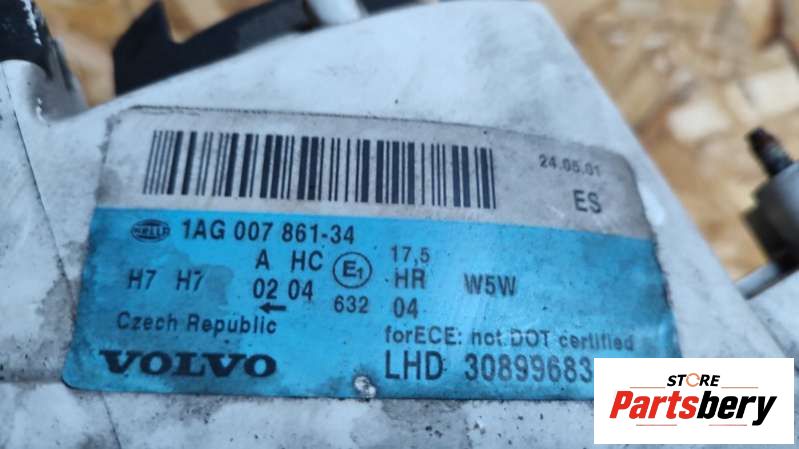 24.05.01
ES
HELLA 1AG 007 861-34
A HC E1 17,5
H7 H7 02 04 632 HR 04 W5W
←
Czech Republic
forECE: not DOT certified
VOLVO LHD 30899683
STORE
Partsbery